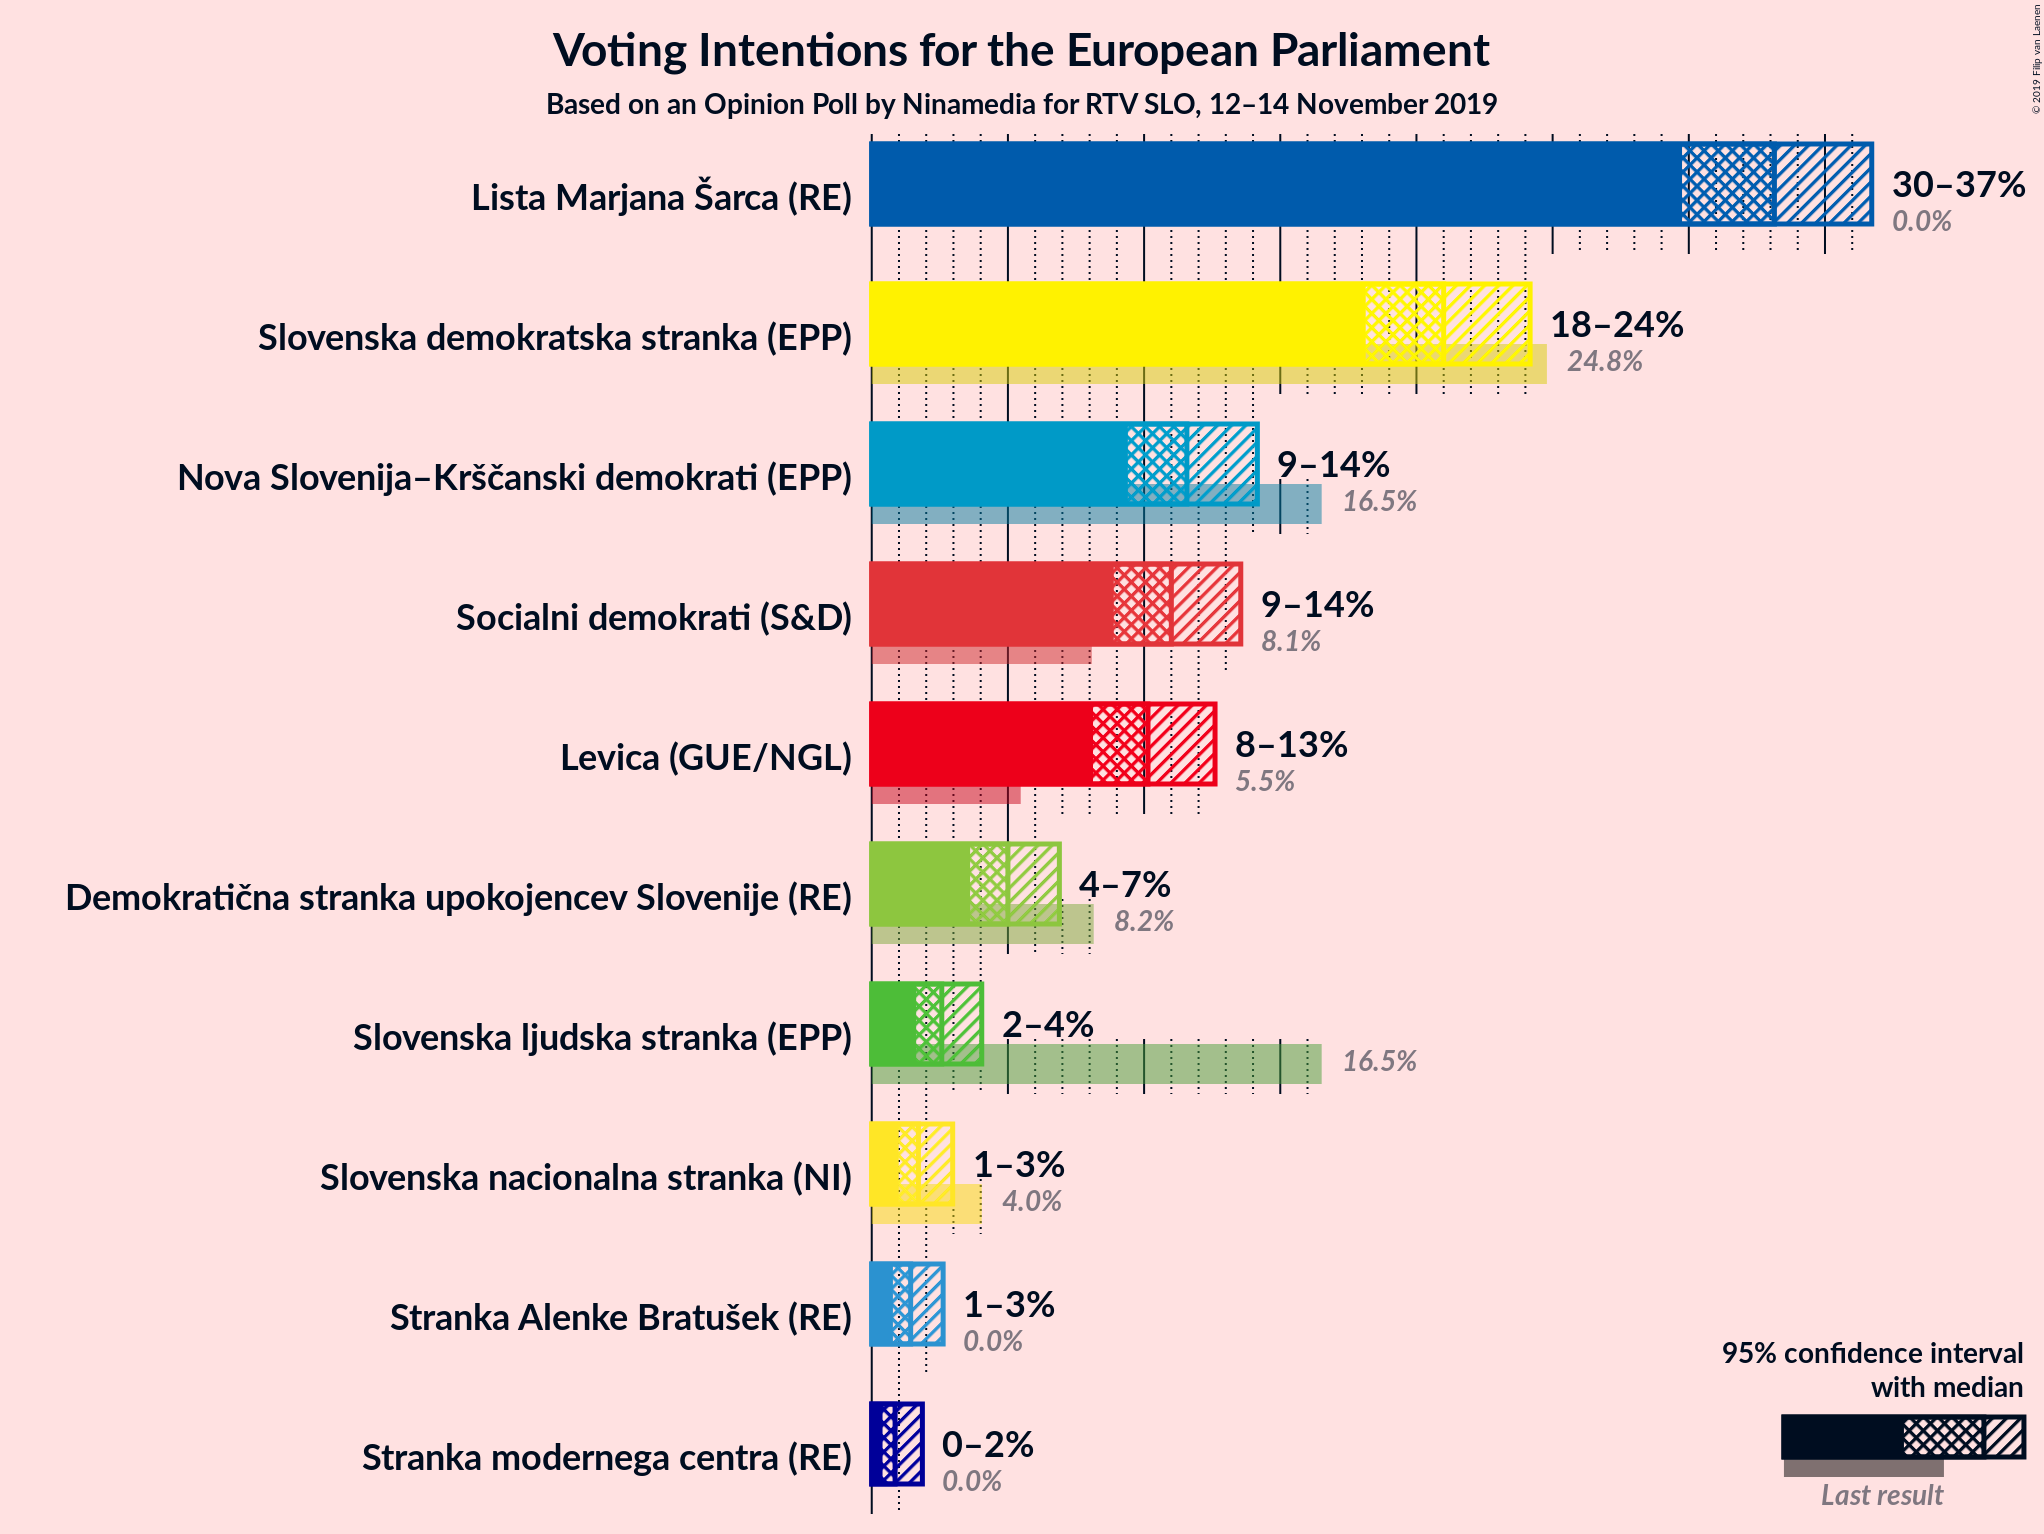 Voting Intentions for the European Parliament
Based on an Opinion Poll by Ninamedia for RTV SLO, 12–14 November 2019
© 2019 Filip van Laenen
Lista Marjana Šarca (RE)
30–37%
0.0%
Slovenska demokratska stranka (EPP)
18–24%
24.8%
Nova Slovenija–Krščanski demokrati (EPP)
9–14%
16.5%
Socialni demokrati (S&D)
9–14%
8.1%
Levica (GUE/NGL)
8–13%
5.5%
Demokratična stranka upokojencev Slovenije (RE)
4–7%
8.2%
Slovenska ljudska stranka (EPP)
2–4%
16.5%
Slovenska nacionalna stranka (NI)
1–3%
4.0%
Stranka Alenke Bratušek (RE)
1–3%
0.0%
Stranka modernega centra (RE)
0–2%
0.0%
95% confidence interval
with median
Last result